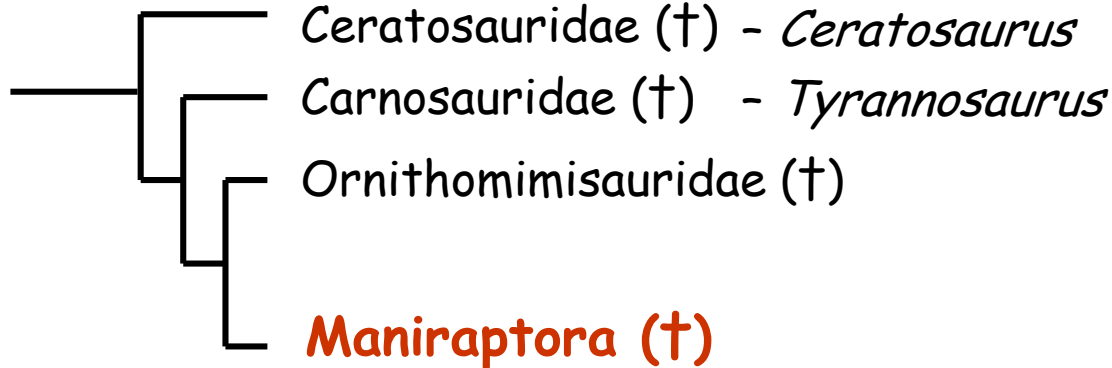 Ceratosauridae (†) – Ceratosaurus
Carnosauridae (†) – Tyrannosaurus
Ornithomimisauridae (†)
Maniraptora (†)